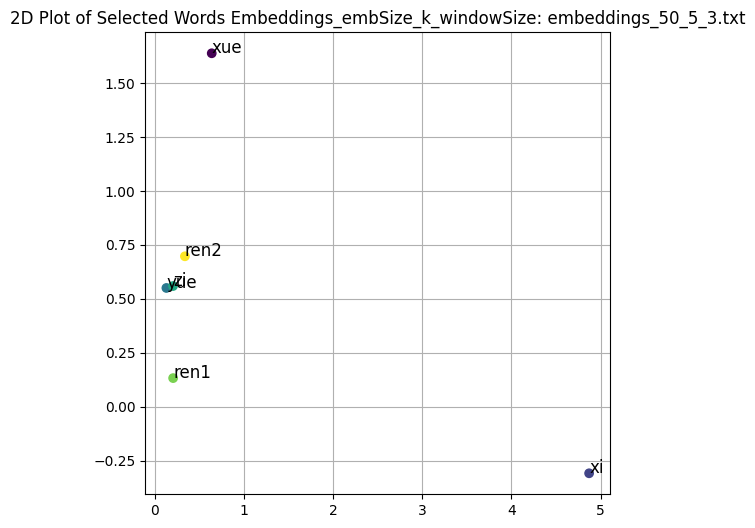 2D Plot of Selected Words Embeddings_embSize_k_windowSize: embeddings_50_5_3.txt
xue
1.50
1.25
1.00
0.75
ren2
zi
0.50
0.25
ren1
0.00
−0.25
xi
0 1 2 3 4 5